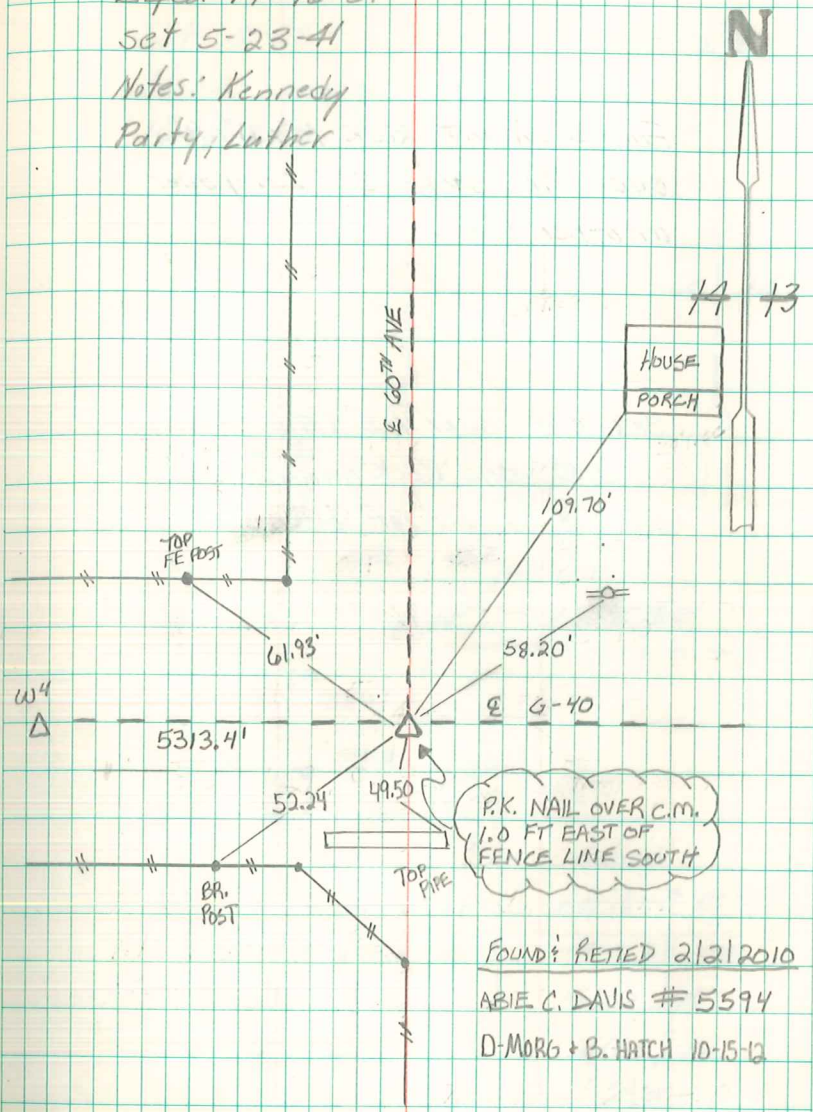 set 5-23-41
Notes: Kennedy
Party, Luther
N
14 13
HOUSE
PORCH
℄ 60TH AVE
109.70'
TOP
FE POST
61.93'
58.20'
W4
℄ G-40
5313.4'
52.24
49.50
P.K. NAIL OVER C.M.
1.0 FT EAST OF
FENCE LINE SOUTH
TOP
PIPE
BR.
POST
FOUND & RETIED 2/2/2010
ABIE C. DAVIS # 5594
D-MORG & B. HATCH 10-15-12